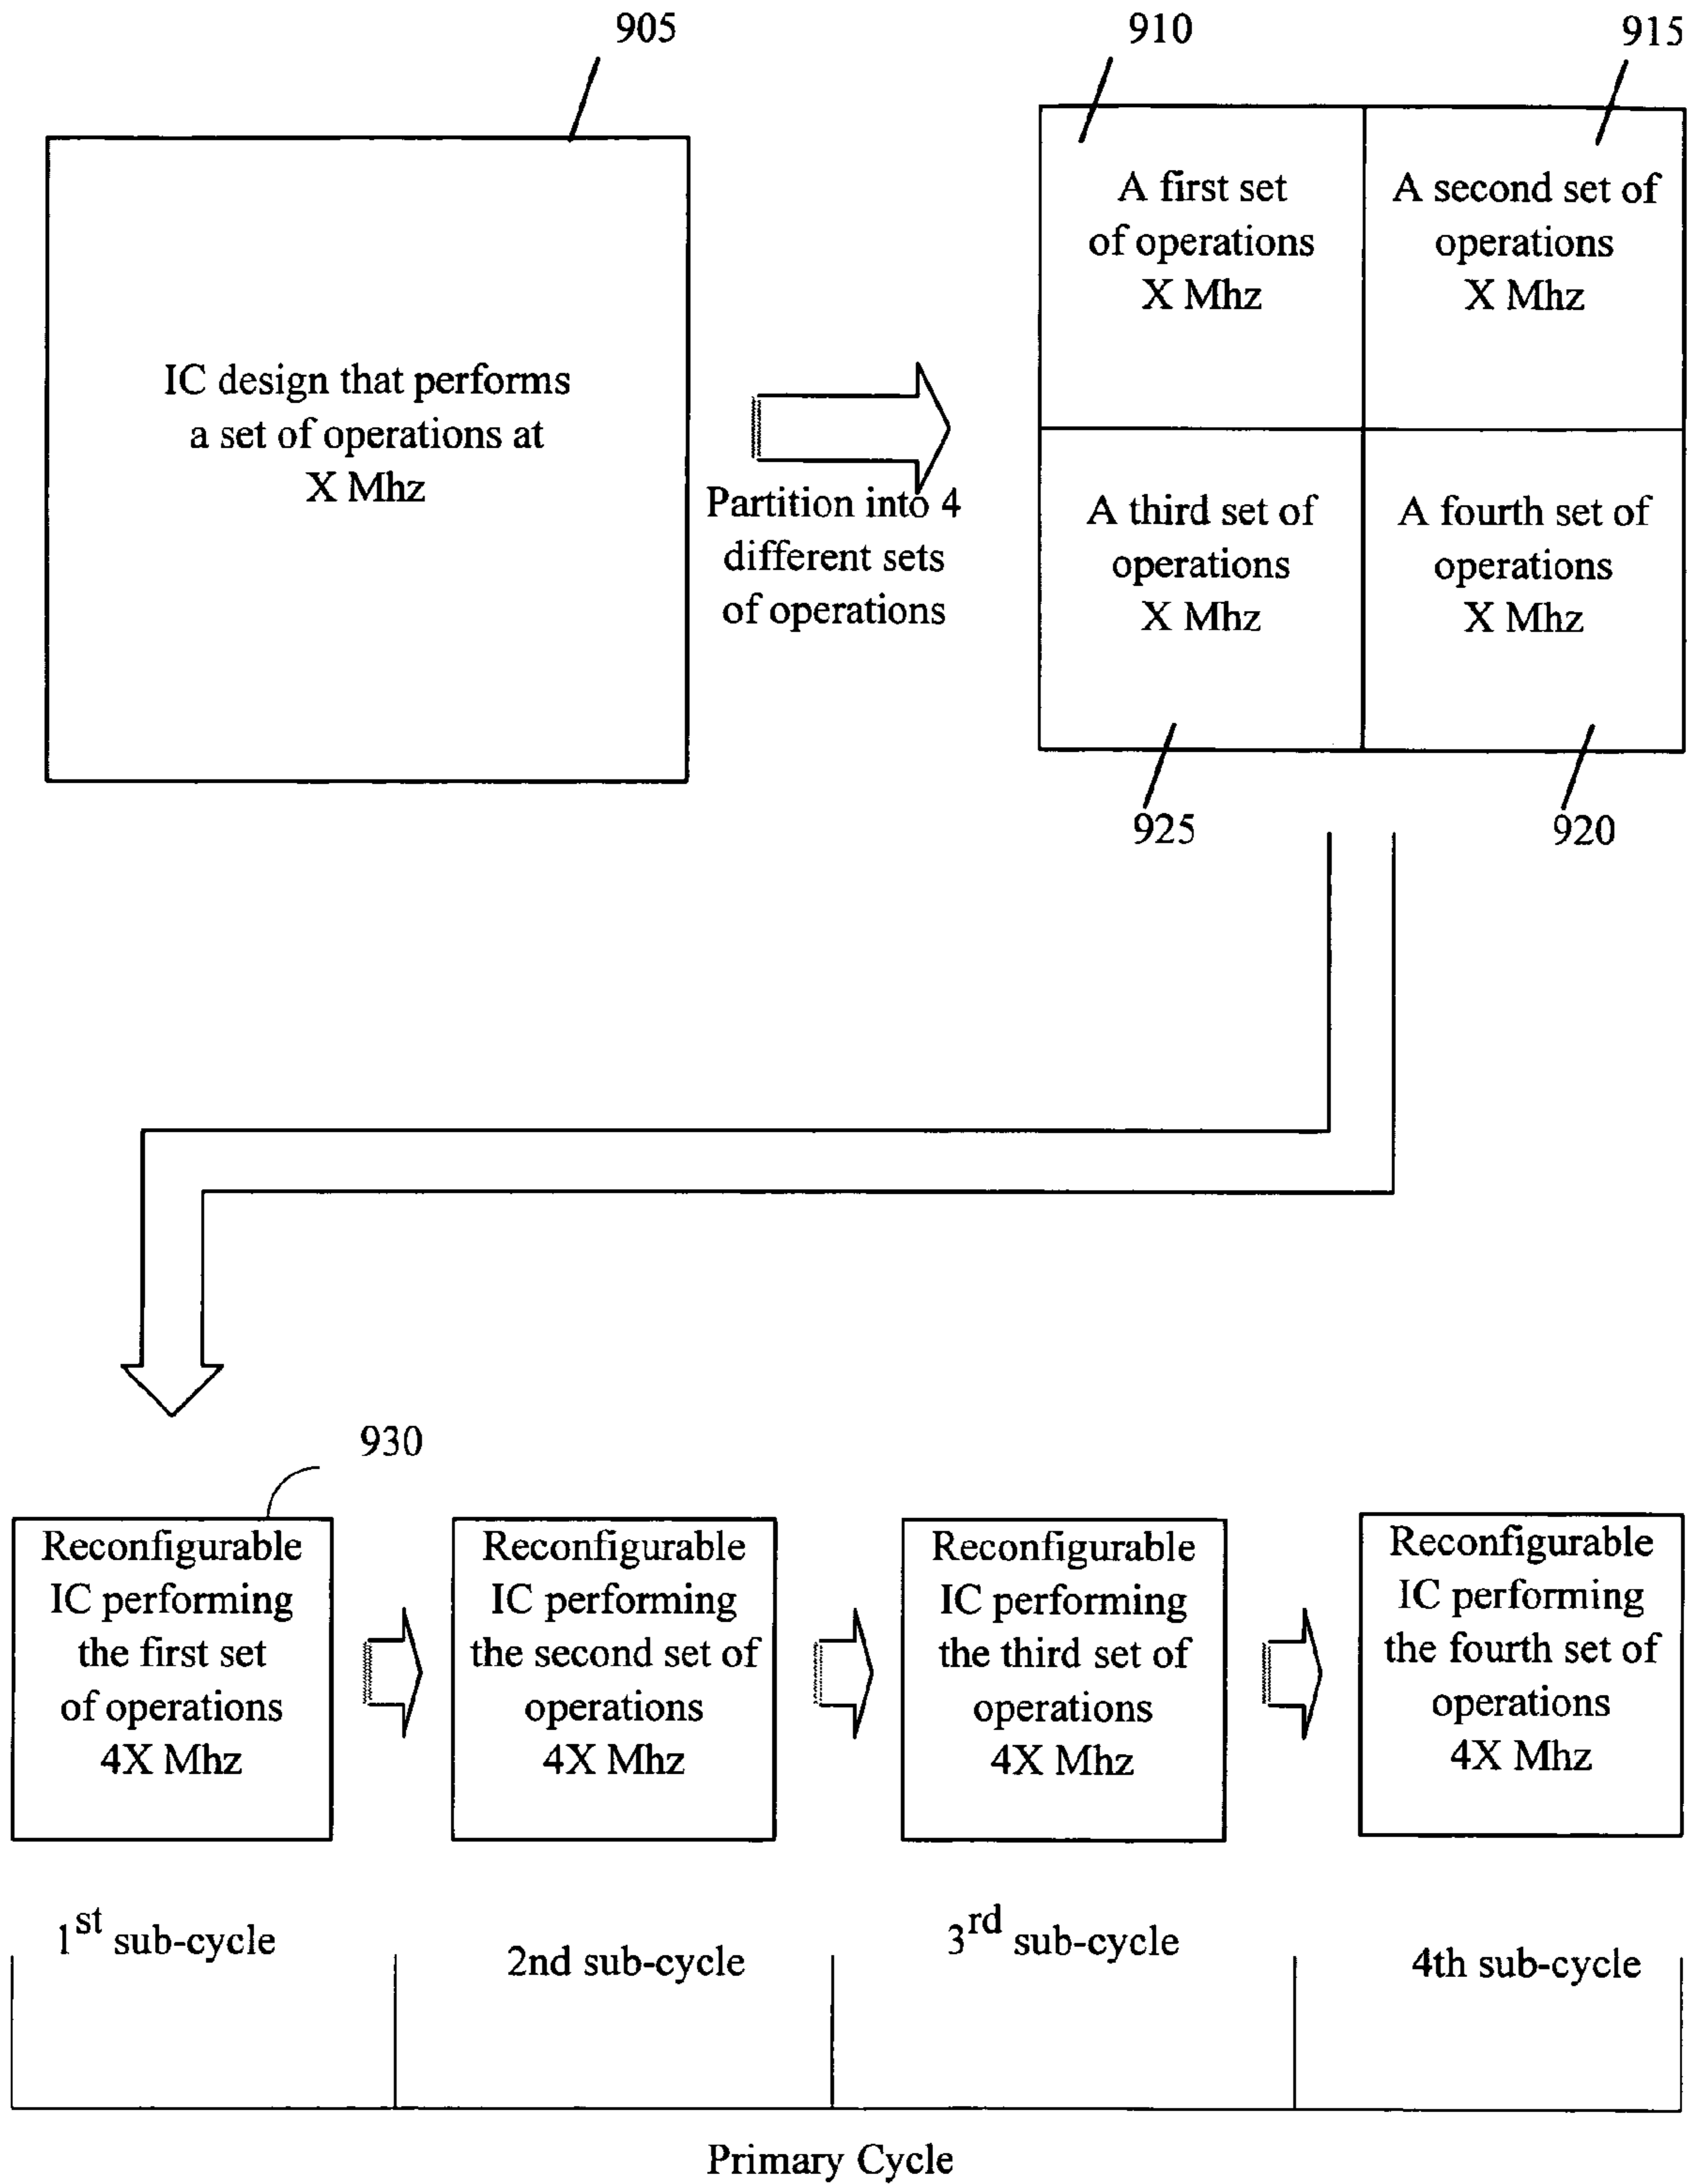 905
910
915
IC design that performs
a set of operations at
X Mhz
Partition into 4
different sets
of operations
A first set
of operations
X Mhz
A second set of
operations
X Mhz
A third set of
operations
X Mhz
A fourth set of
operations
X Mhz
925
920
930
Reconfigurable
IC performing
the first set
of operations
4X Mhz
Reconfigurable
IC performing
the second set of
operations
4X Mhz
Reconfigurable
IC performing
the third set of
operations
4X Mhz
Reconfigurable
IC performing
the fourth set of
operations
4X Mhz
1st sub-cycle
2nd sub-cycle
3rd sub-cycle
4th sub-cycle
Primary Cycle